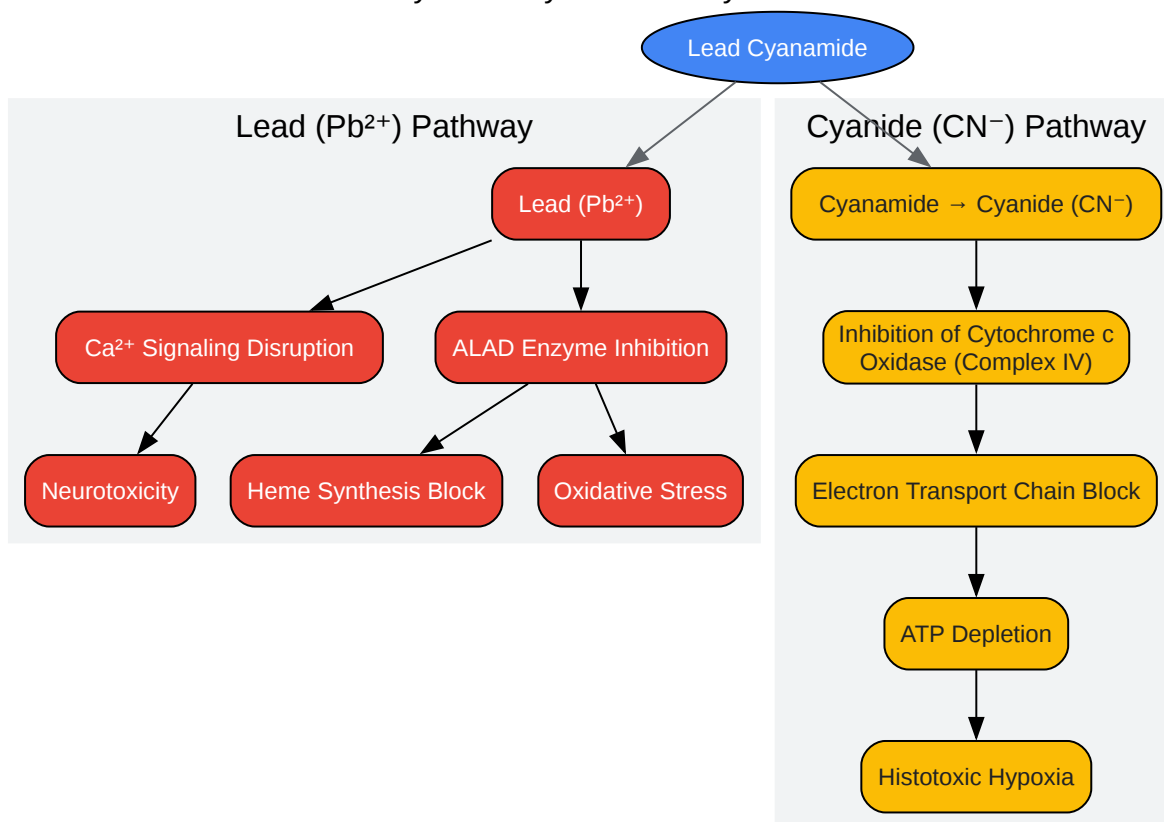 Lead Cyanamide
Lead (Pb²⁺) Pathway
Cyanide (CN⁻) Pathway
Lead (Pb²⁺)
Cyanamide → Cyanide (CN⁻)
Ca²⁺ Signaling Disruption
ALAD Enzyme Inhibition
Inhibition of Cytochrome c
Oxidase (Complex IV)
Neurotoxicity
Heme Synthesis Block
Oxidative Stress
Electron Transport Chain Block
ATP Depletion
Histotoxic Hypoxia